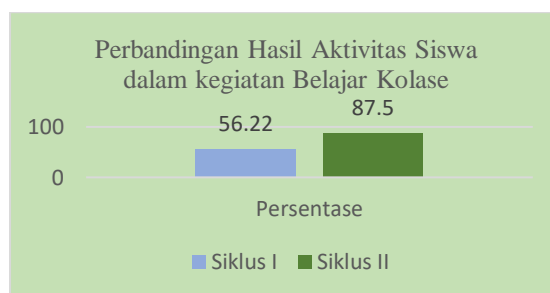 Perbandingan Hasil Aktivitas Siswa
dalam kegiatan Belajar Kolase
56.22
87.5
100
0
Persentase
Siklus I
Siklus II